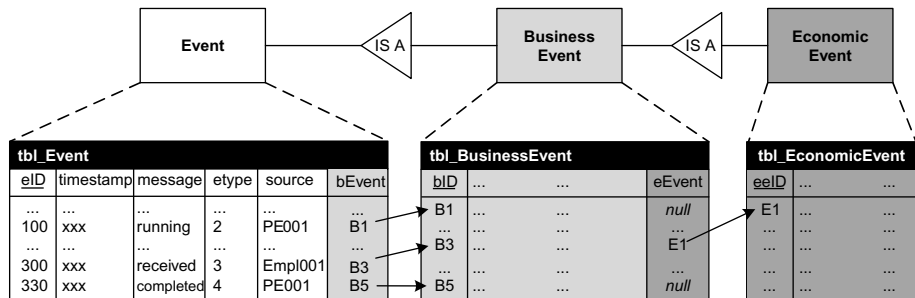 Event
IS A
Business
Event
IS A
Economic
Event
tbl_Event
tbl_BusinessEvent
tbl_EconomicEvent
eID timestamp message etype source bEvent
bID ... ... eEvent
eeID ... ...
... ... ... ... ... ...
100 xxx running 2 PE001 B1
... ... ... ... ... ...
300 xxx received 3 Empl001 B3
330 xxx completed 4 PE001 B5
B1 ... ... null
... ... ... ...
B3 ... ... E1
... ... ... ...
B5 ... ... null
E1 ... ...
... ... ...
... ... ...
... ... ...
... ... ...